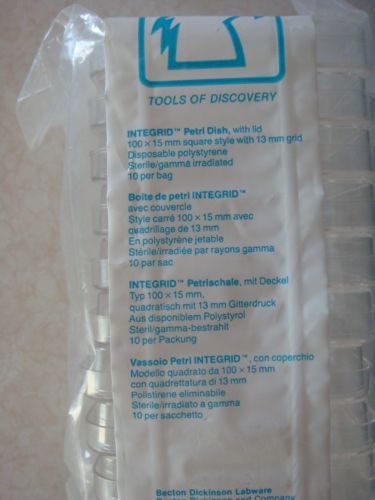 TOOLS OF DISCOVERY
INTEGRID™ Petri Dish, with lid
100 × 15 mm square style with 13 mm grid
Disposable polystyrene
Sterile/gamma irradiated
10 per bag
Boite de petri INTEGRID™
avec couvercle
Style carré 100 × 15 mm avec
quadrillage de 13 mm
En polystyrène jetable
Stérile/irradiée par rayons gamma
10 par sac
INTEGRID™ Petrischale, mit Deckel
Typ 100 × 15 mm,
quadratisch mit 13 mm Gitterdruck
Aus disponiblem Polystyrol
Steril/gamma-bestrahlt
10 per Packung
Vassoio Petri INTEGRID™, con coperchio
Modello quadrato da 100 × 15 mm
con quadrettatura di 13 mm
Polistirene eliminabile
Sterile/irradiato a gamma
10 per sacchetto
Becton Dickinson Labware
Becton Dickinson and Company